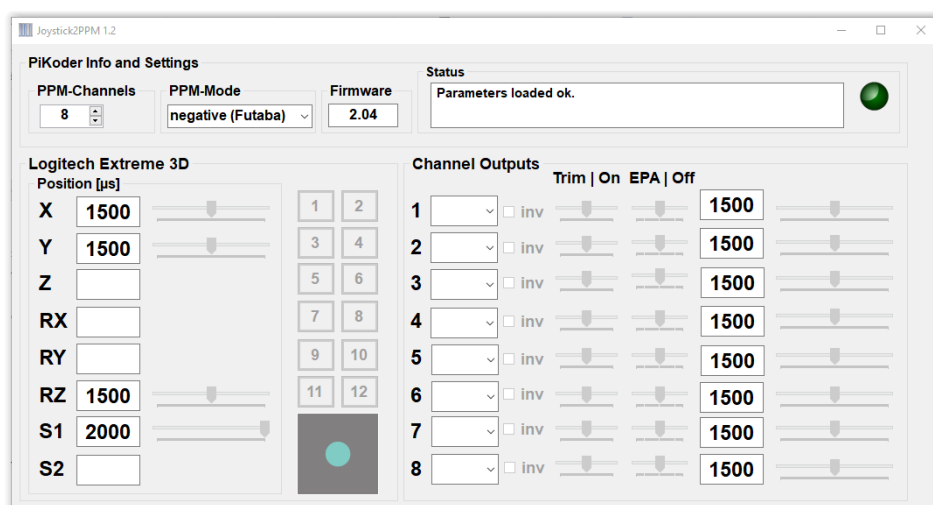 Joystick2PPM 1.2
PiKoder Info and Settings
PPM-Channels
8
PPM-Mode
negative (Futaba)
Firmware
2.04
Status
Parameters loaded ok.
Logitech Extreme 3D
Position [µs]
X 1500
Y 1500
Z
RX
RY
RZ 1500
S1 2000
S2
1 2
3 4
5 6
7 8
9 10
11 12
Channel Outputs
Trim | On EPA | Off
1 inv 1500
2 inv 1500
3 inv 1500
4 inv 1500
5 inv 1500
6 inv 1500
7 inv 1500
8 inv 1500